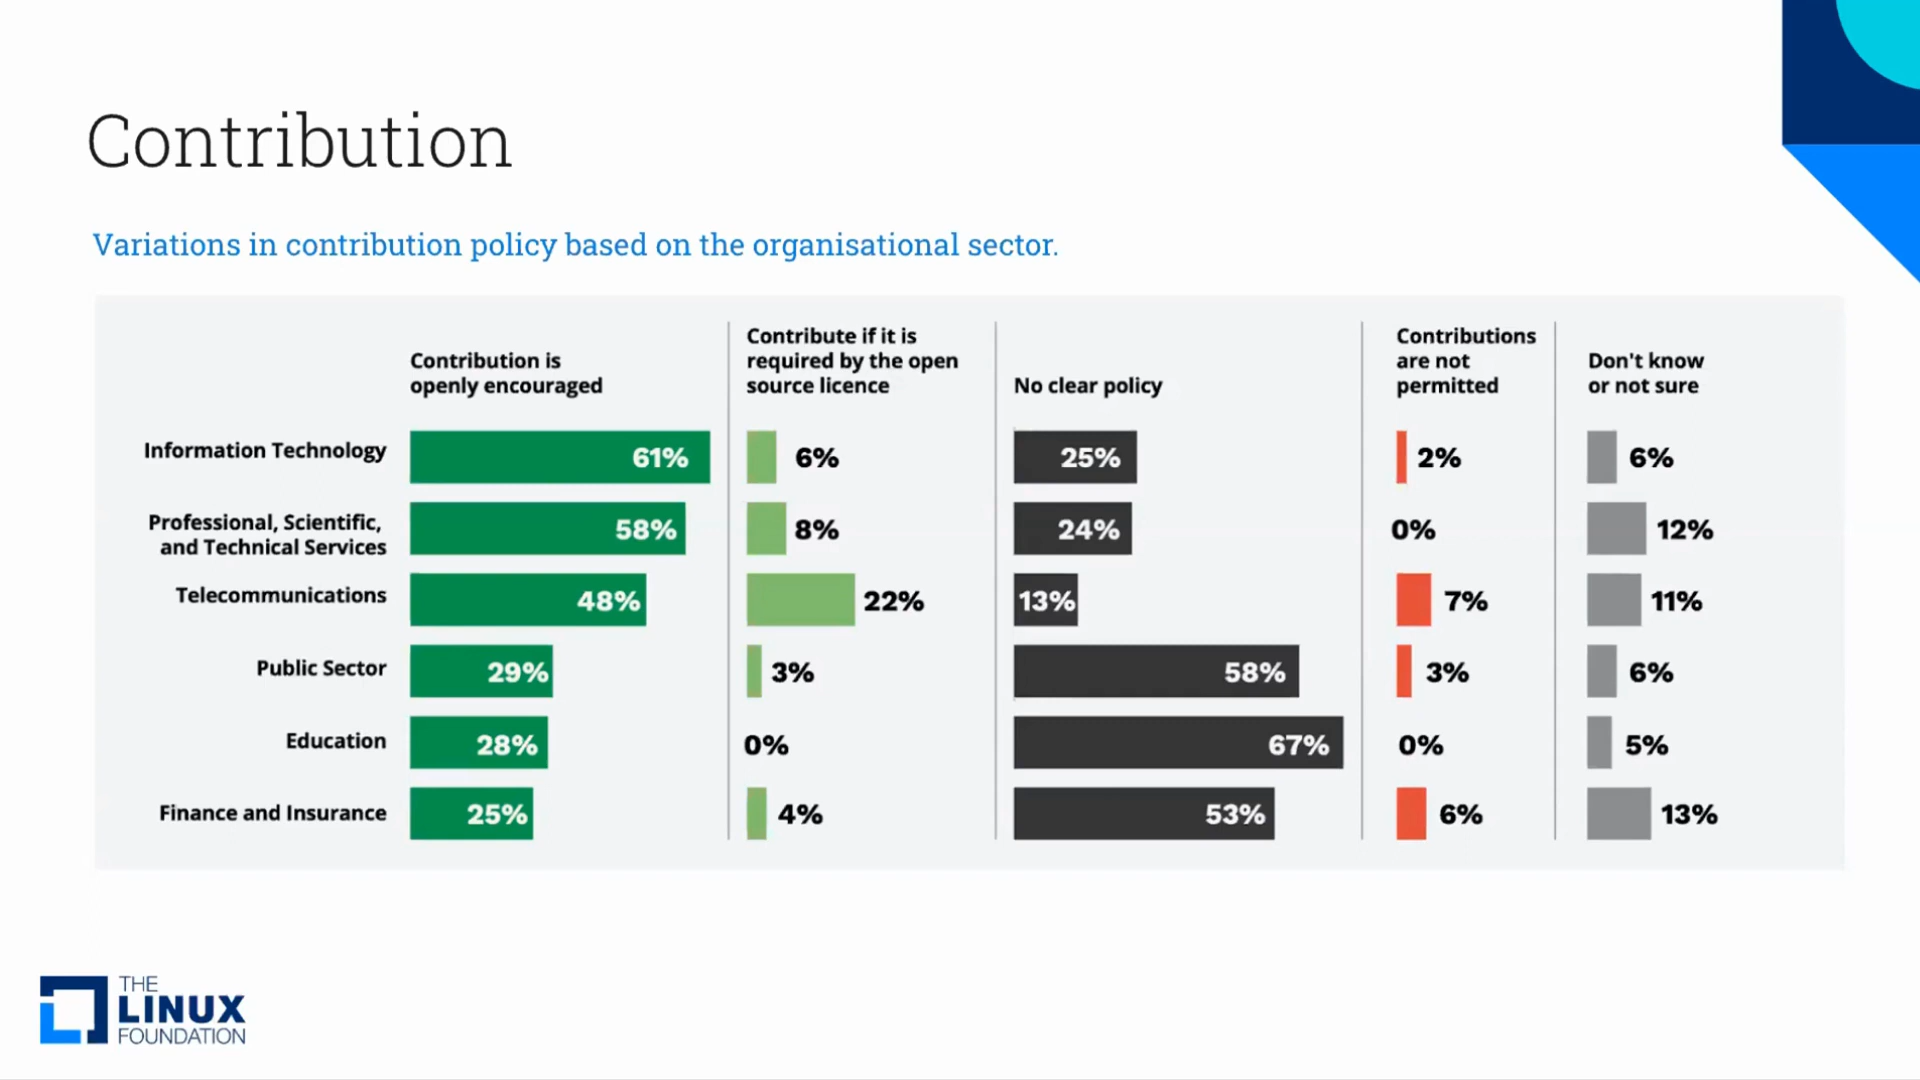 Contribution
Variations in contribution policy based on the organisational sector.
Contribution is
openly encouraged
Contribute if it is
required by the open
source licence
No clear policy
Contributions
are not
permitted
Don't know
or not sure
Information Technology
61%
6%
25%
2%
6%
Professional, Scientific,
and Technical Services
58%
8%
24%
0%
12%
Telecommunications
48%
22%
13%
7%
11%
Public Sector
29%
3%
58%
3%
6%
Education
28%
0%
67%
0%
5%
Finance and Insurance
25%
4%
53%
6%
13%
THE
LINUX
FOUNDATION